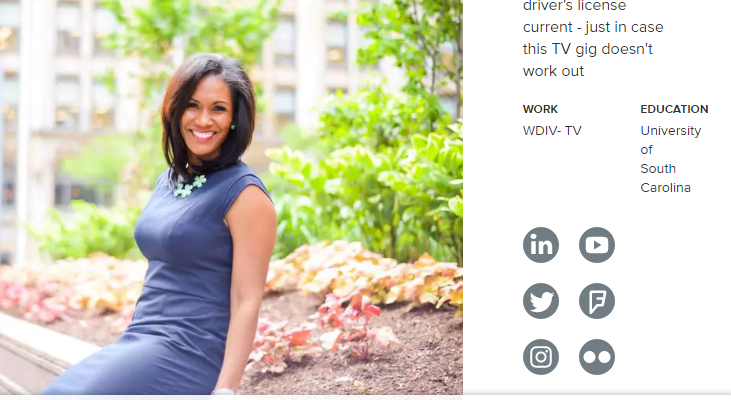 driver's license
current - just in case
this TV gig doesn't
work out
WORK
WDIV- TV
EDUCATION
University
of
South
Carolina
in